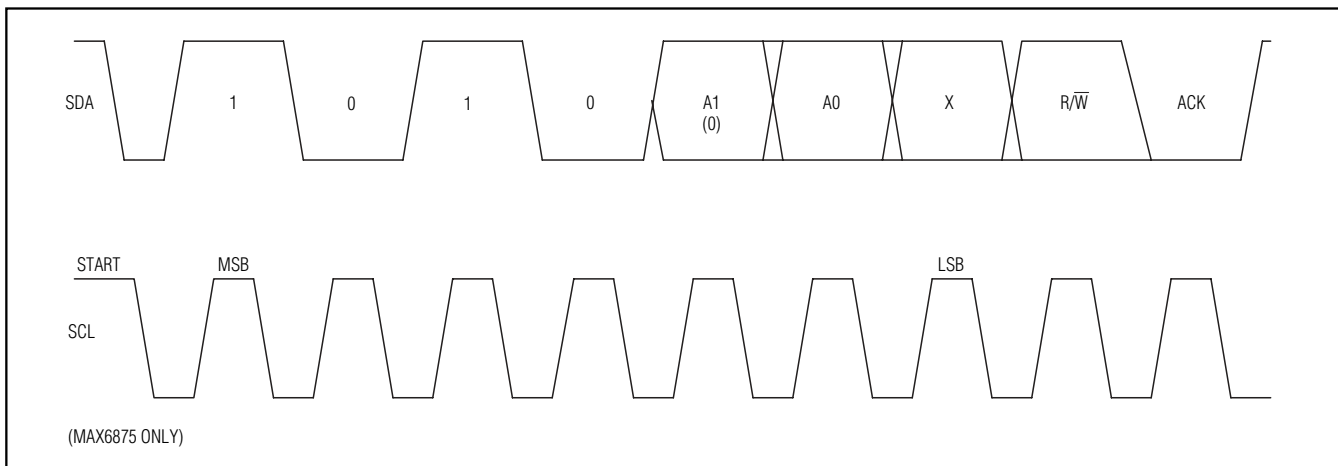 SDA 1 0 1 0 A1 A0 X R/W̅ ACK
(0)
START MSB LSB
SCL
(MAX6875 ONLY)